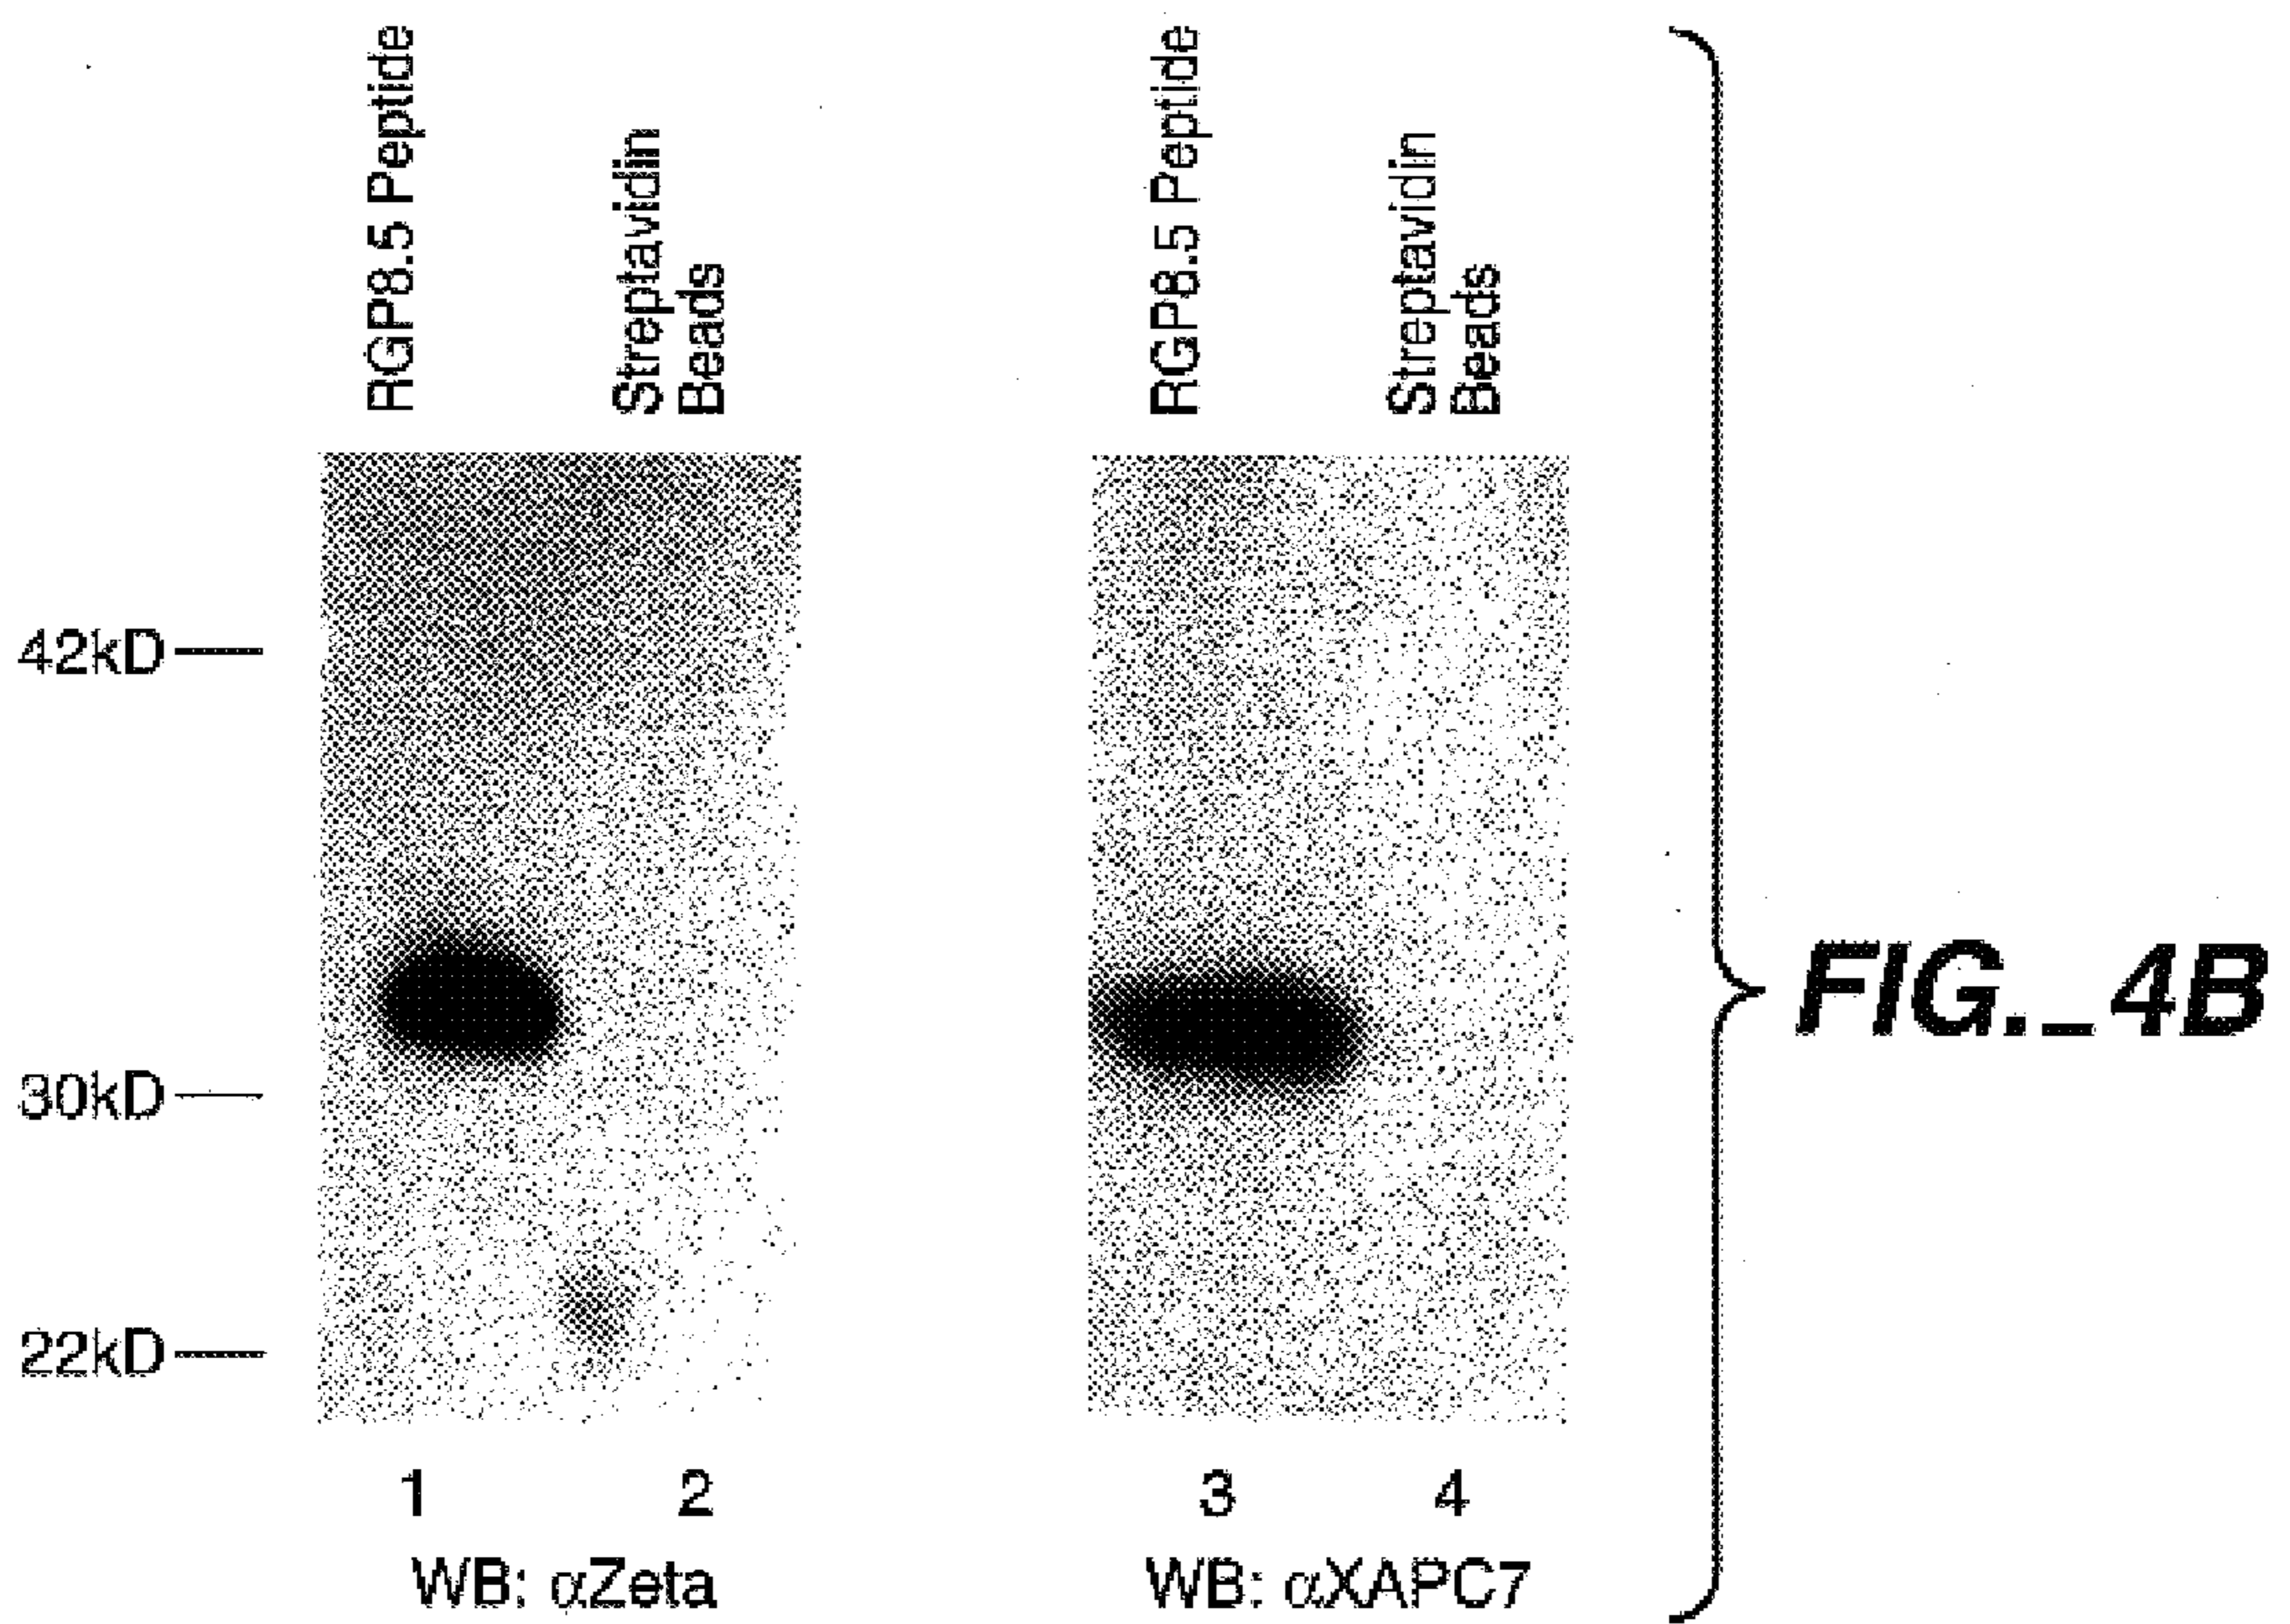 RGP8.5 Peptide
Streptavidin
Beads
RGP8.5 Peptide
Streptavidin
Beads
42kD
30kD
22kD
1 2 3 4
WB: αZeta WB: αXAPC7
FIG._4B